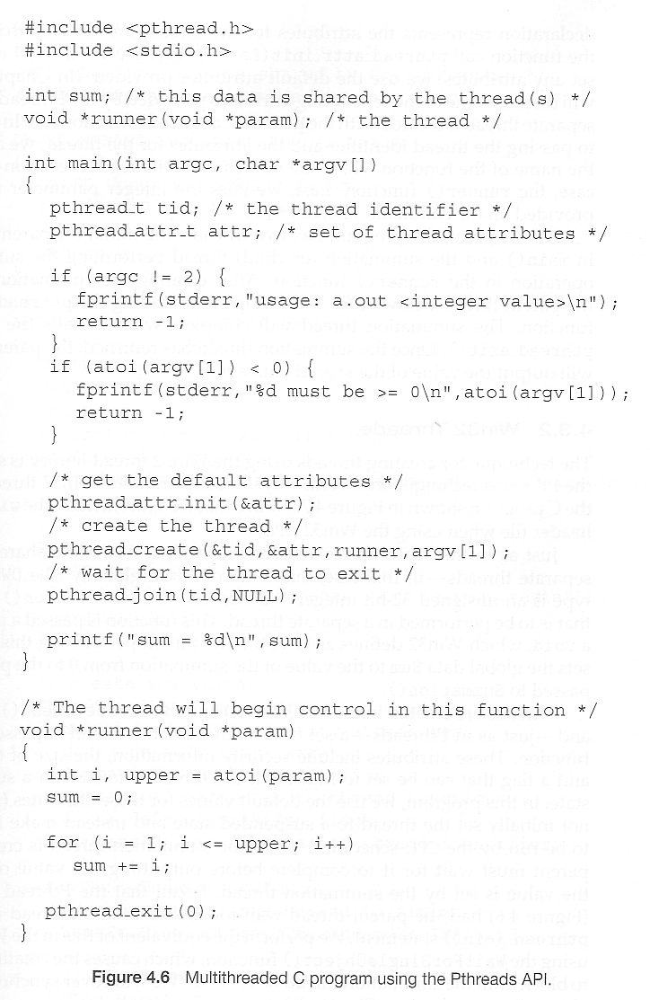 #include <pthread.h>
#include <stdio.h>
int sum; /* this data is shared by the thread(s) */
void *runner(void *param); /* the thread */
int main(int argc, char *argv[])
{
pthread_t tid; /* the thread identifier */
pthread_attr_t attr; /* set of thread attributes */
if (argc != 2) {
fprintf(stderr,"usage: a.out <integer value>\n");
return -1;
}
if (atoi(argv[1]) < 0) {
fprintf(stderr,"%d must be >= 0\n",atoi(argv[1]));
return -1;
}
/* get the default attributes */
pthread_attr_init(&attr);
/* create the thread */
pthread_create(&tid,&attr,runner,argv[1]);
/* wait for the thread to exit */
pthread_join(tid,NULL);
printf("sum = %d\n",sum);
}
/* The thread will begin control in this function */
void *runner(void *param)
{
int i, upper = atoi(param);
sum = 0;
for (i = 1; i <= upper; i++)
sum += i;
pthread_exit(0);
}
Figure 4.6 Multithreaded C program using the Pthreads API.